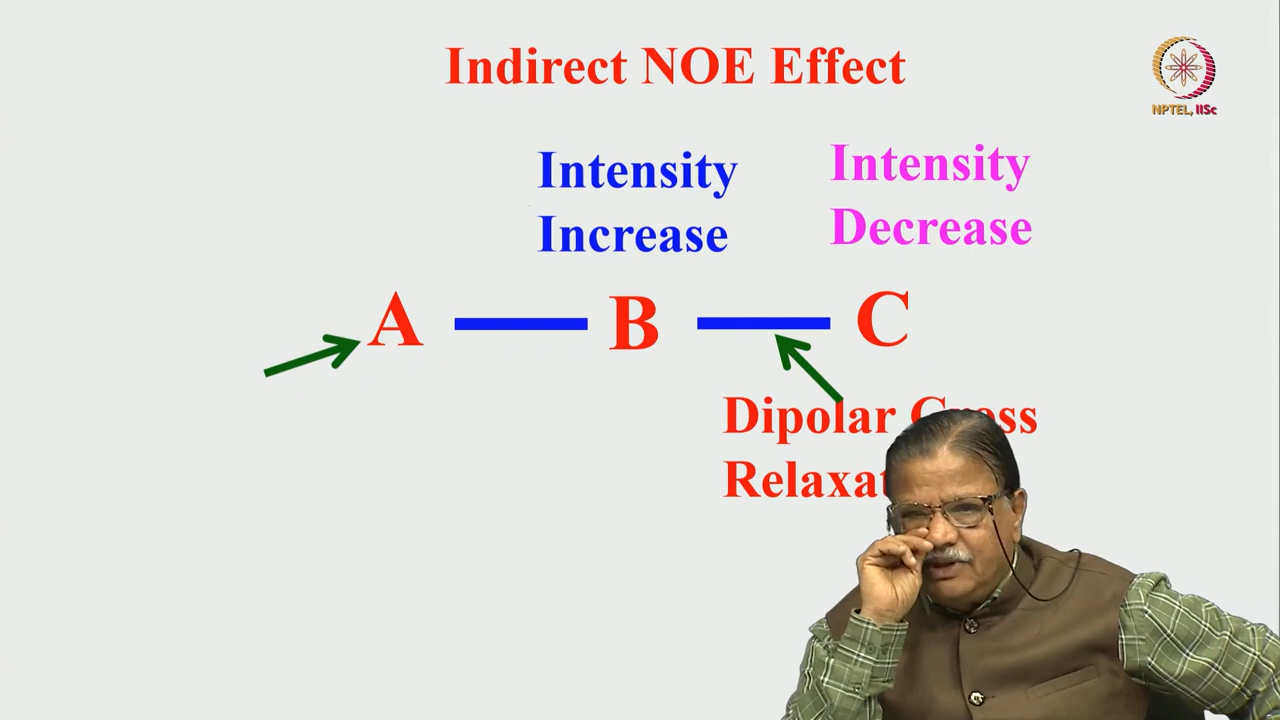 Indirect NOE Effect
NPTEL, IISc
Intensity
Increase
Intensity
Decrease
A B C
Dipolar